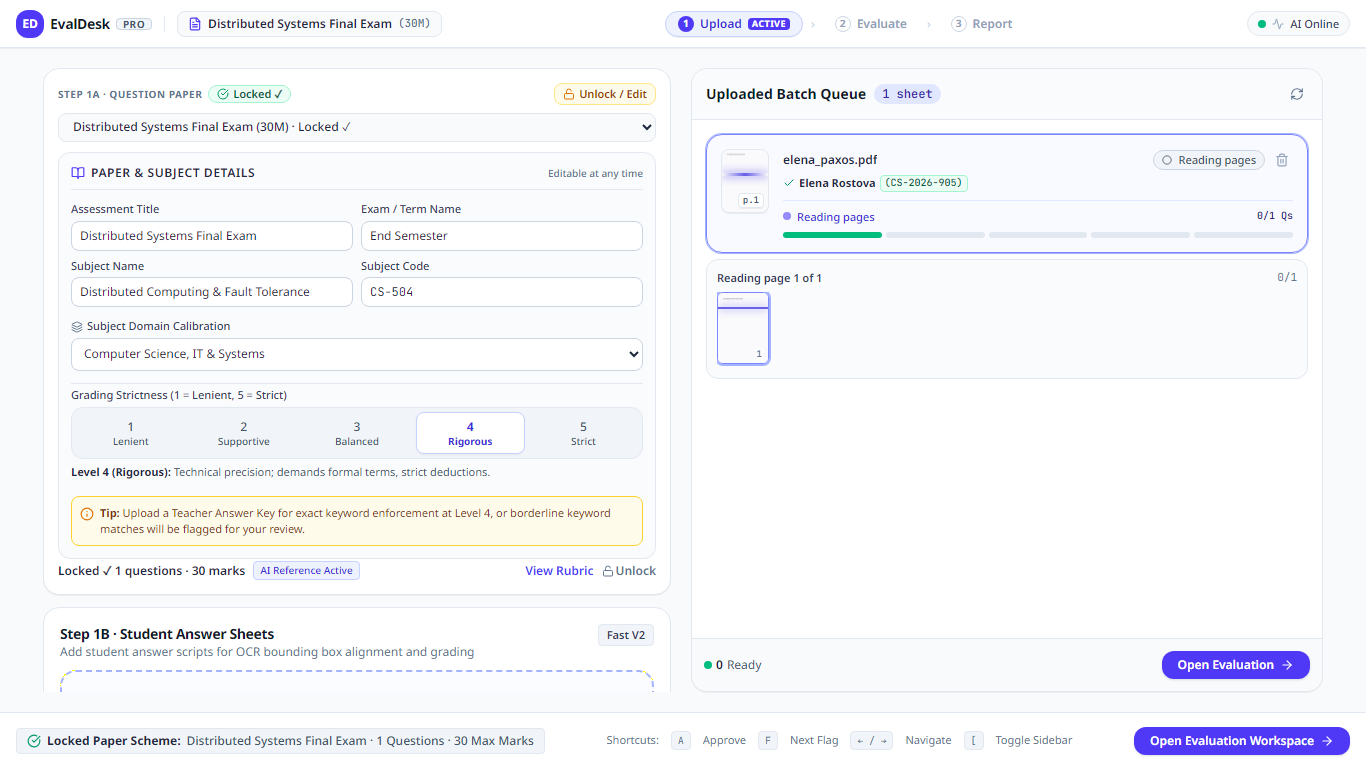 ED EvalDesk PRO Distributed Systems Final Exam (30M) 1 Upload ACTIVE › 2 Evaluate › 3 Report AI Online
STEP 1A · QUESTION PAPER Locked ✓ Unlock / Edit
Distributed Systems Final Exam (30M) · Locked ✓
PAPER & SUBJECT DETAILS Editable at any time
Assessment Title Exam / Term Name
Distributed Systems Final Exam End Semester
Subject Name Subject Code
Distributed Computing & Fault Tolerance CS-504
Subject Domain Calibration
Computer Science, IT & Systems
Grading Strictness (1 = Lenient, 5 = Strict)
1 2 3 4 5
Lenient Supportive Balanced Rigorous Strict
Level 4 (Rigorous): Technical precision; demands formal terms, strict deductions.
Tip: Upload a Teacher Answer Key for exact keyword enforcement at Level 4, or borderline keyword
matches will be flagged for your review.
Locked ✓ 1 questions · 30 marks AI Reference Active View Rubric Unlock
Step 1B · Student Answer Sheets Fast V2
Add student answer scripts for OCR bounding box alignment and grading
Uploaded Batch Queue 1 sheet
elena_paxos.pdf Reading pages
✓ Elena Rostova (CS-2026-905)
p.1
Reading pages 0/1 Qs
Reading page 1 of 1 0/1
1
0 Ready Open Evaluation →
Locked Paper Scheme: Distributed Systems Final Exam · 1 Questions · 30 Max Marks Shortcuts: A Approve F Next Flag ← / → Navigate [ Toggle Sidebar Open Evaluation Workspace →